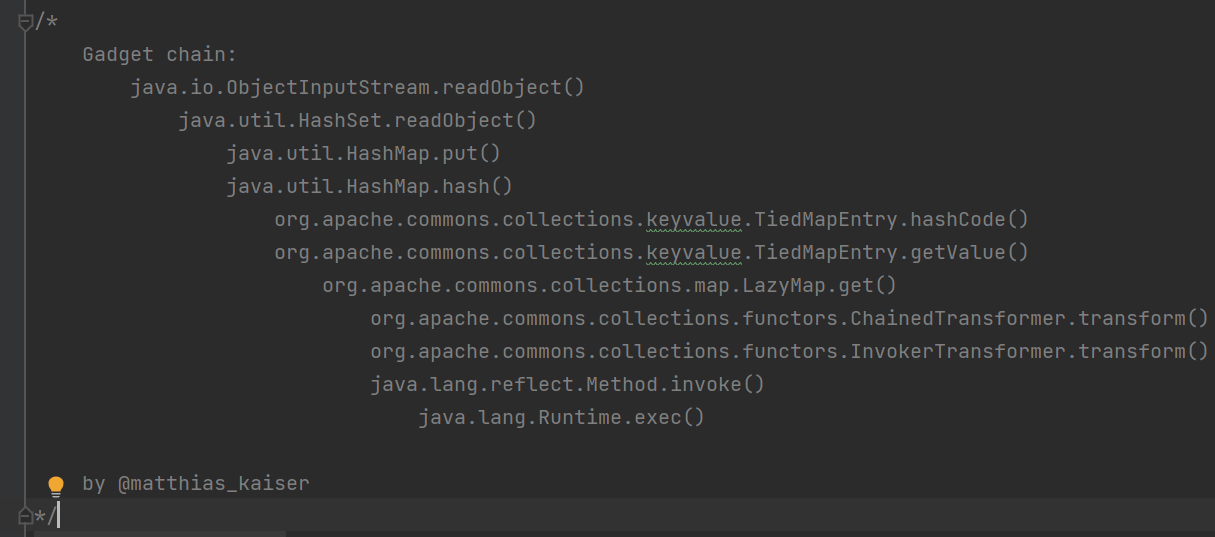 /*
Gadget chain:
java.io.ObjectInputStream.readObject()
java.util.HashSet.readObject()
java.util.HashMap.put()
java.util.HashMap.hash()
org.apache.commons.collections.keyvalue.TiedMapEntry.hashCode()
org.apache.commons.collections.keyvalue.TiedMapEntry.getValue()
org.apache.commons.collections.map.LazyMap.get()
org.apache.commons.collections.functors.ChainedTransformer.transform()
org.apache.commons.collections.functors.InvokerTransformer.transform()
java.lang.reflect.Method.invoke()
java.lang.Runtime.exec()
by @matthias_kaiser
*/